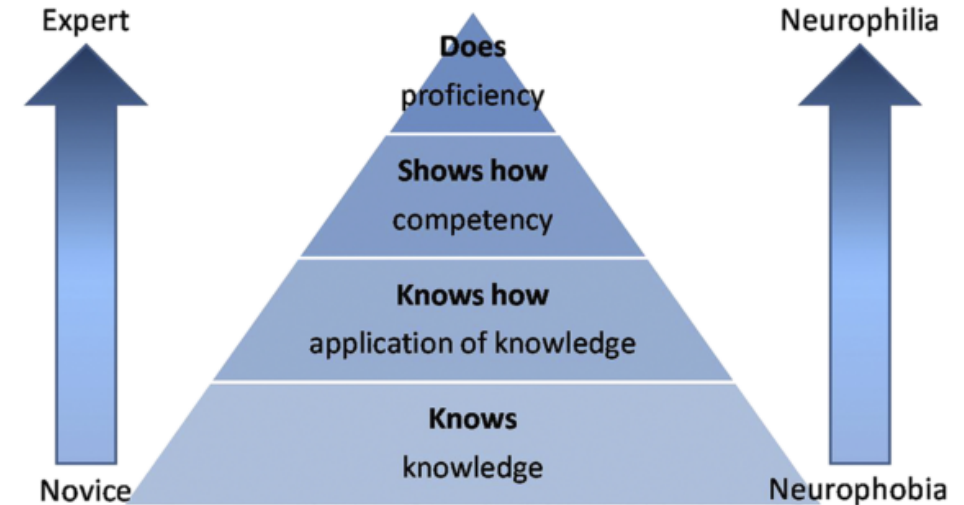 Expert
Neurophilia
Does
proficiency
Shows how
competency
Knows how
application of knowledge
Knows
knowledge
Novice
Neurophobia